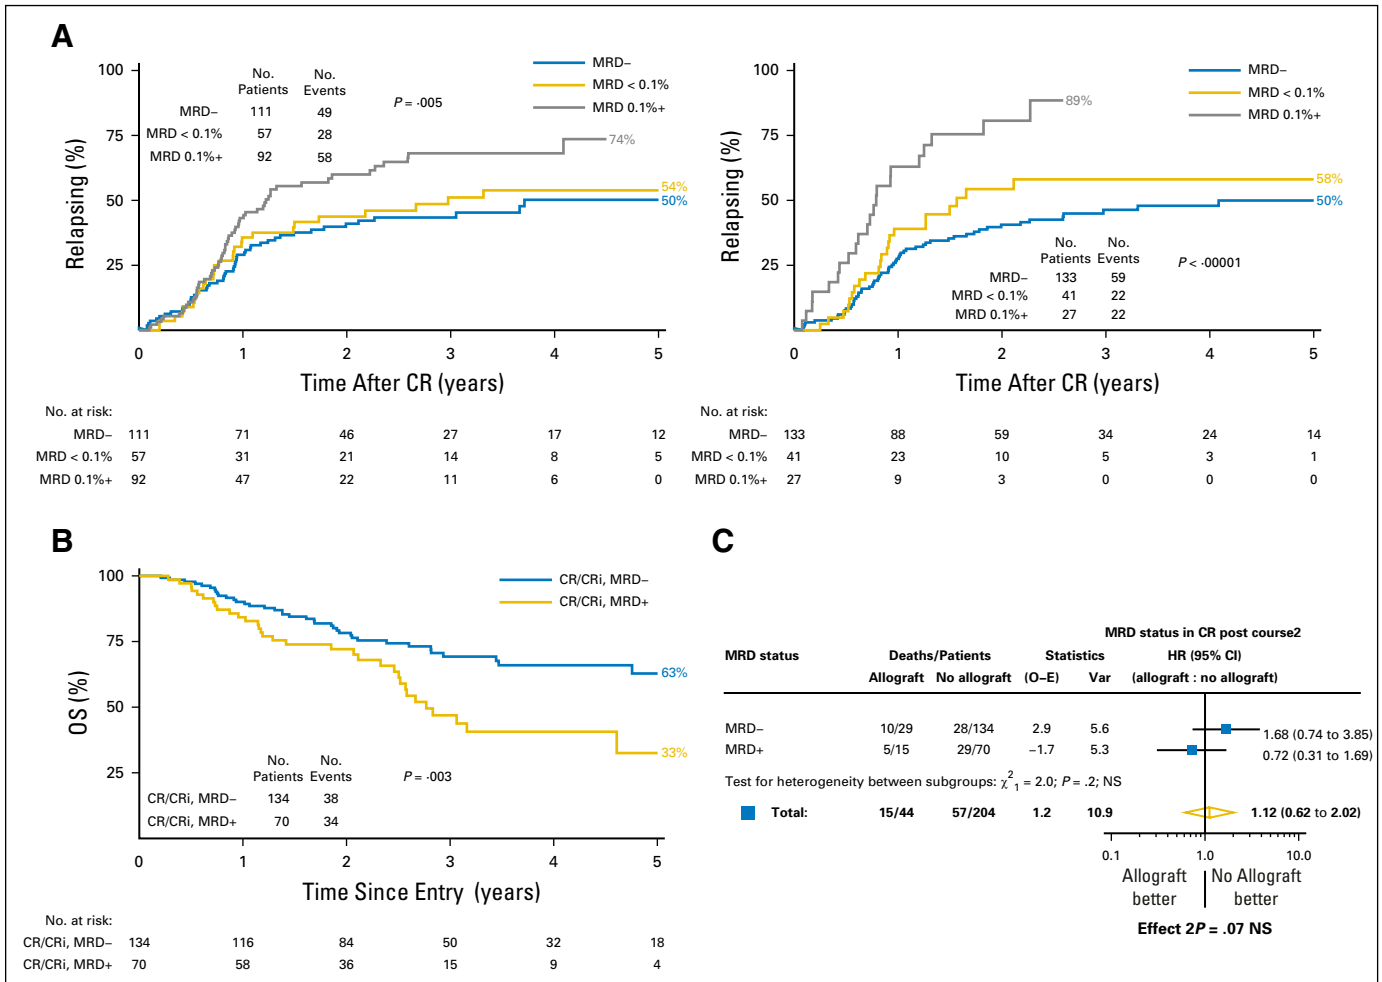 A
100
75
50
25
Relapsing (%)
No. Patients No. Events
MRD– 111 49
MRD < 0.1% 57 28
MRD 0.1%+ 92 58
P = ·005
MRD–
MRD < 0.1%
MRD 0.1%+
74%
54%
50%
0 1 2 3 4 5
Time After CR (years)
No. at risk:
MRD– 111 71 46 27 17 12
MRD < 0.1% 57 31 21 14 8 5
MRD 0.1%+ 92 47 22 11 6 0
100
75
50
25
Relapsing (%)
MRD–
MRD < 0.1%
MRD 0.1%+
89%
58%
50%
No. Patients No. Events
MRD– 133 59
MRD < 0.1% 41 22
MRD 0.1%+ 27 22
P < ·00001
0 1 2 3 4 5
Time After CR (years)
No. at risk:
MRD– 133 88 59 34 24 14
MRD < 0.1% 41 23 10 5 3 1
MRD 0.1%+ 27 9 3 0 0 0
B
100
75
50
25
OS (%)
CR/CRi, MRD–
CR/CRi, MRD+
63%
33%
No. Patients No. Events
CR/CRi, MRD– 134 38
CR/CRi, MRD+ 70 34
P = ·003
0 1 2 3 4 5
Time Since Entry (years)
No. at risk:
CR/CRi, MRD– 134 116 84 50 32 18
CR/CRi, MRD+ 70 58 36 15 9 4
C
MRD status in CR post course2
MRD status Deaths/Patients Statistics HR (95% CI)
Allograft No allograft (O–E) Var (allograft : no allograft)
MRD– 10/29 28/134 2.9 5.6 1.68 (0.74 to 3.85)
MRD+ 5/15 29/70 –1.7 5.3 0.72 (0.31 to 1.69)
Test for heterogeneity between subgroups: χ²₁ = 2.0; P = .2; NS
Total: 15/44 57/204 1.2 10.9 1.12 (0.62 to 2.02)
0.1 1.0 10.0
Allograft better No Allograft better
Effect 2P = .07 NS